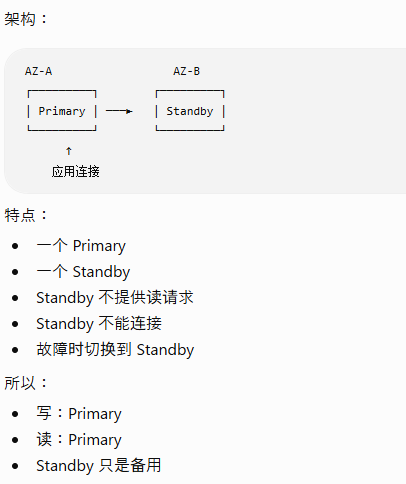 架构：
AZ-A AZ-B
┌─────────┐ ┌─────────┐
│ Primary │ ───► │ Standby │
└─────────┘ └─────────┘
↑
应用连接
特点：
• 一个 Primary
• 一个 Standby
• Standby 不提供读请求
• Standby 不能连接
• 故障时切换到 Standby
所以：
• 写：Primary
• 读：Primary
• Standby 只是备用